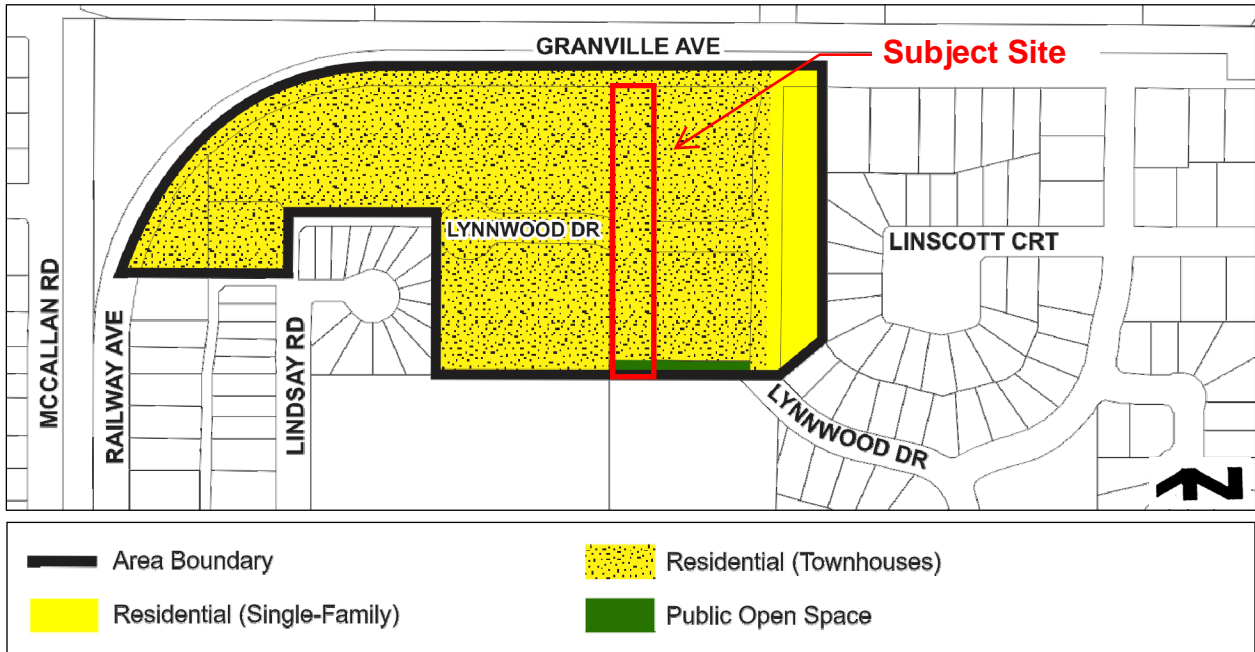 GRANVILLE AVE
Subject Site
LYNNWOOD DR
LINSCOTT CRT
MCCALLAN RD
RAILWAY AVE
LINDSAY RD
LYNNWOOD DR
N
Area Boundary
Residential (Townhouses)
Residential (Single-Family)
Public Open Space